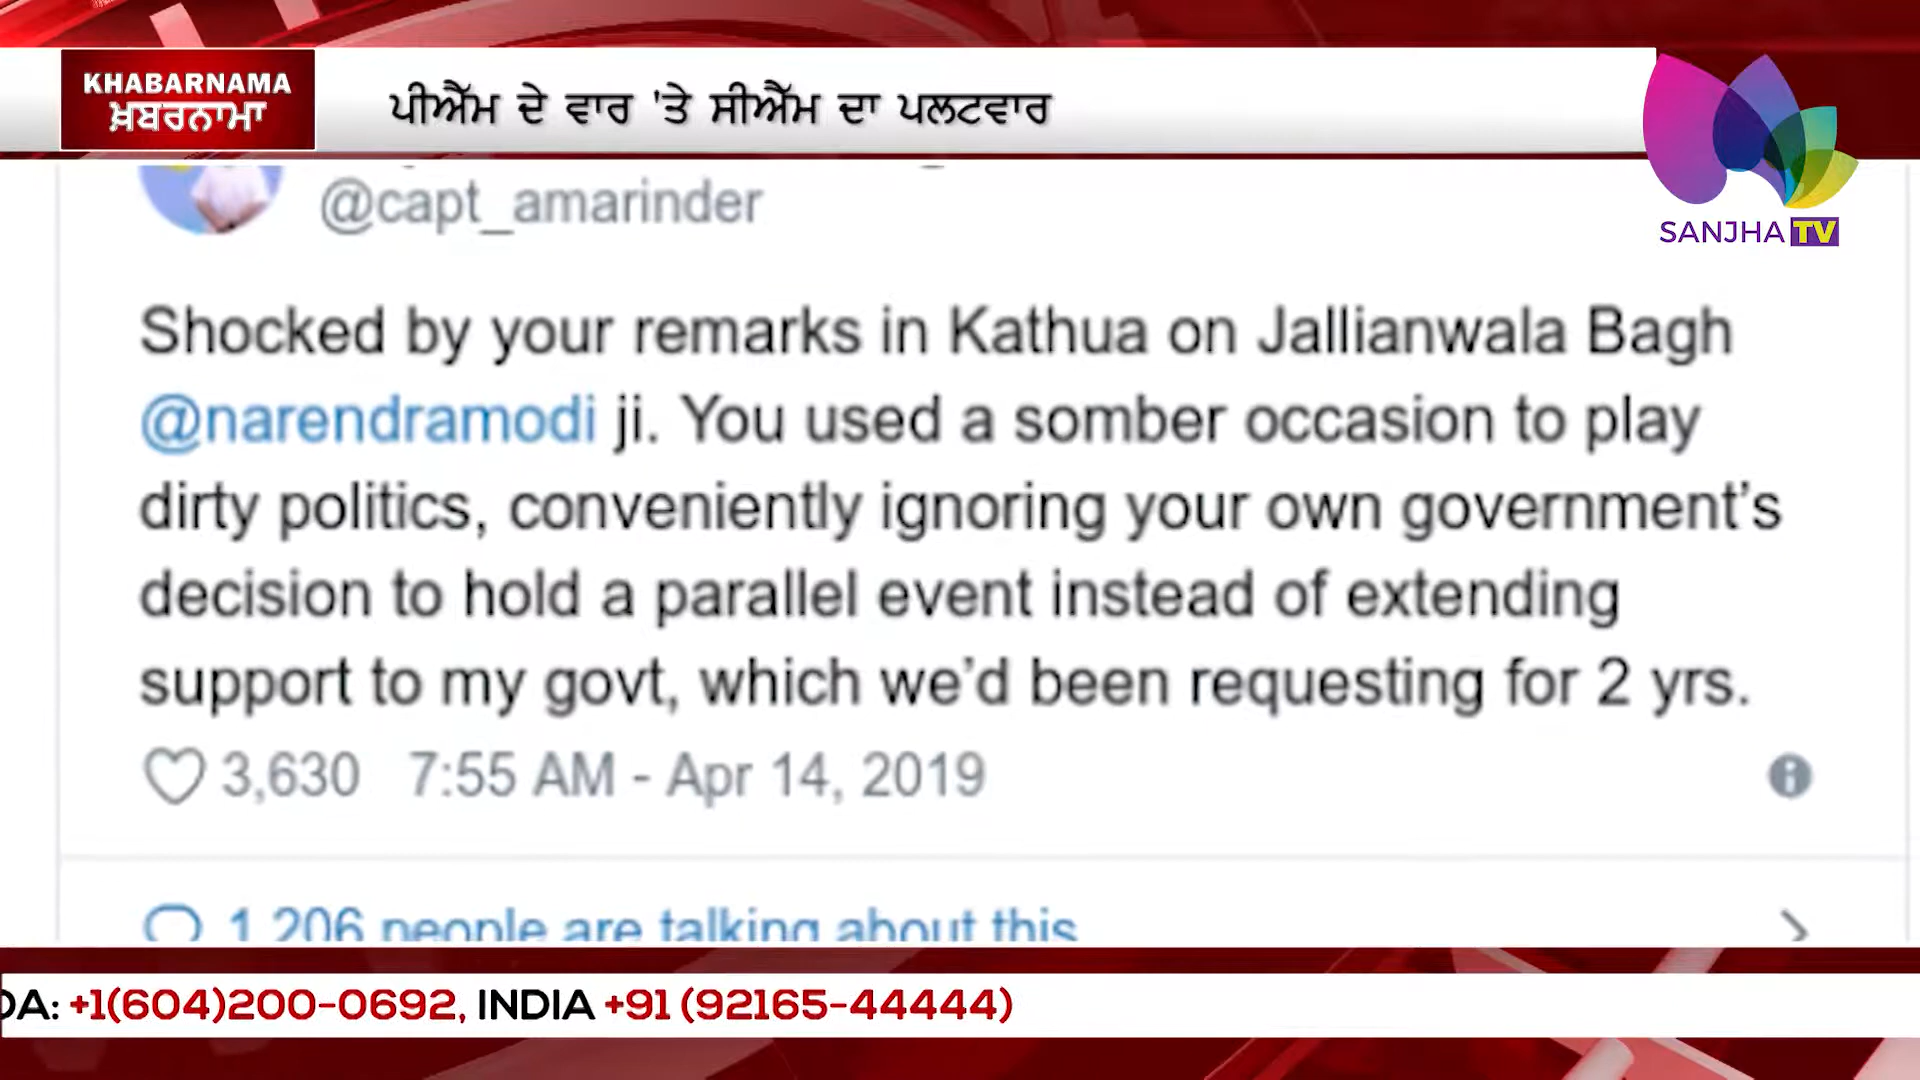 KHABARNAMA
ਖ਼ਬਰਨਾਮਾ
ਪੀਐੱਮ ਦੇ ਵਾਰ 'ਤੇ ਸੀਐੱਮ ਦਾ ਪਲਟਵਾਰ
SANJHA TV
@capt_amarinder
Shocked by your remarks in Kathua on Jallianwala Bagh
@narendramodi ji. You used a somber occasion to play
dirty politics, conveniently ignoring your own government’s
decision to hold a parallel event instead of extending
support to my govt, which we’d been requesting for 2 yrs.
3,630 7:55 AM - Apr 14, 2019
1,206 people are talking about this
DA: +1(604)200-0692, INDIA +91 (92165-44444)